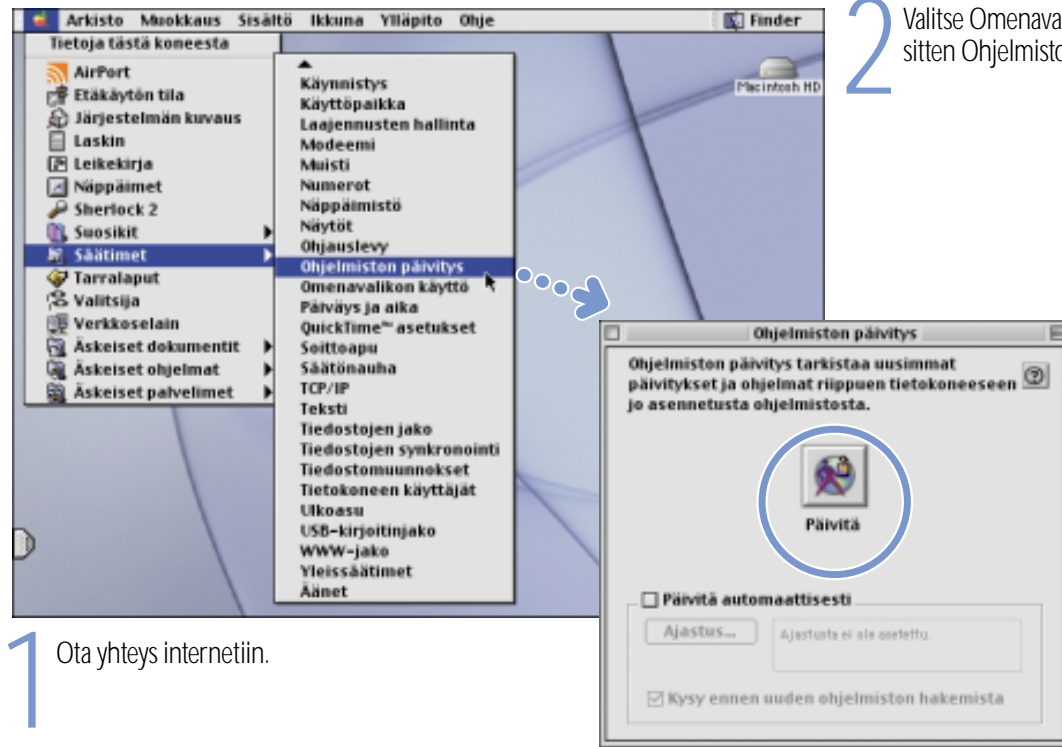 Arkisto Muokkaus Sisältö Ikkuna Ylläpito Ohje Finder
Tietoja tästä koneesta
AirPort
Etäkäytön tila
Järjestelmän kuvaus
Laskin
Leikekirja
Näppäimet
Sherlock 2
Suosikit
Säätimet
Tarralaput
Valitsija
Verkkoselain
Äskeiset dokumentit
Äskeiset ohjelmat
Äskeiset palvelimet
Käynnistys
Käyttöpaikka
Laajennusten hallinta
Modeemi
Muisti
Numerot
Näppäimistö
Näytöt
Ohjauslevy
Ohjelmiston päivitys
Omenavalikon käyttö
Päiväys ja aika
QuickTime™ asetukset
Soittoapu
Säätönauha
TCP/IP
Teksti
Tiedostojen jako
Tiedostojen synkronointi
Tiedostomuunnokset
Tietokoneen käyttäjät
Ulkoasu
USB-kirjoitinjako
WWW-jako
Yleissäätimet
Äänet
Macintosh HD
1 Ota yhteys internetiin.
2 Valitse Omenava
sitten Ohjelmisto
Ohjelmiston päivitys
Ohjelmiston päivitys tarkistaa uusimmat
päivitykset ja ohjelmat riippuen tietokoneeseen
jo asennetusta ohjelmistosta.
Päivitä
Päivitä automaattisesti
Ajastus...
Ajastusta ei ole asetettu.
Kysy ennen uuden ohjelmiston hakemista